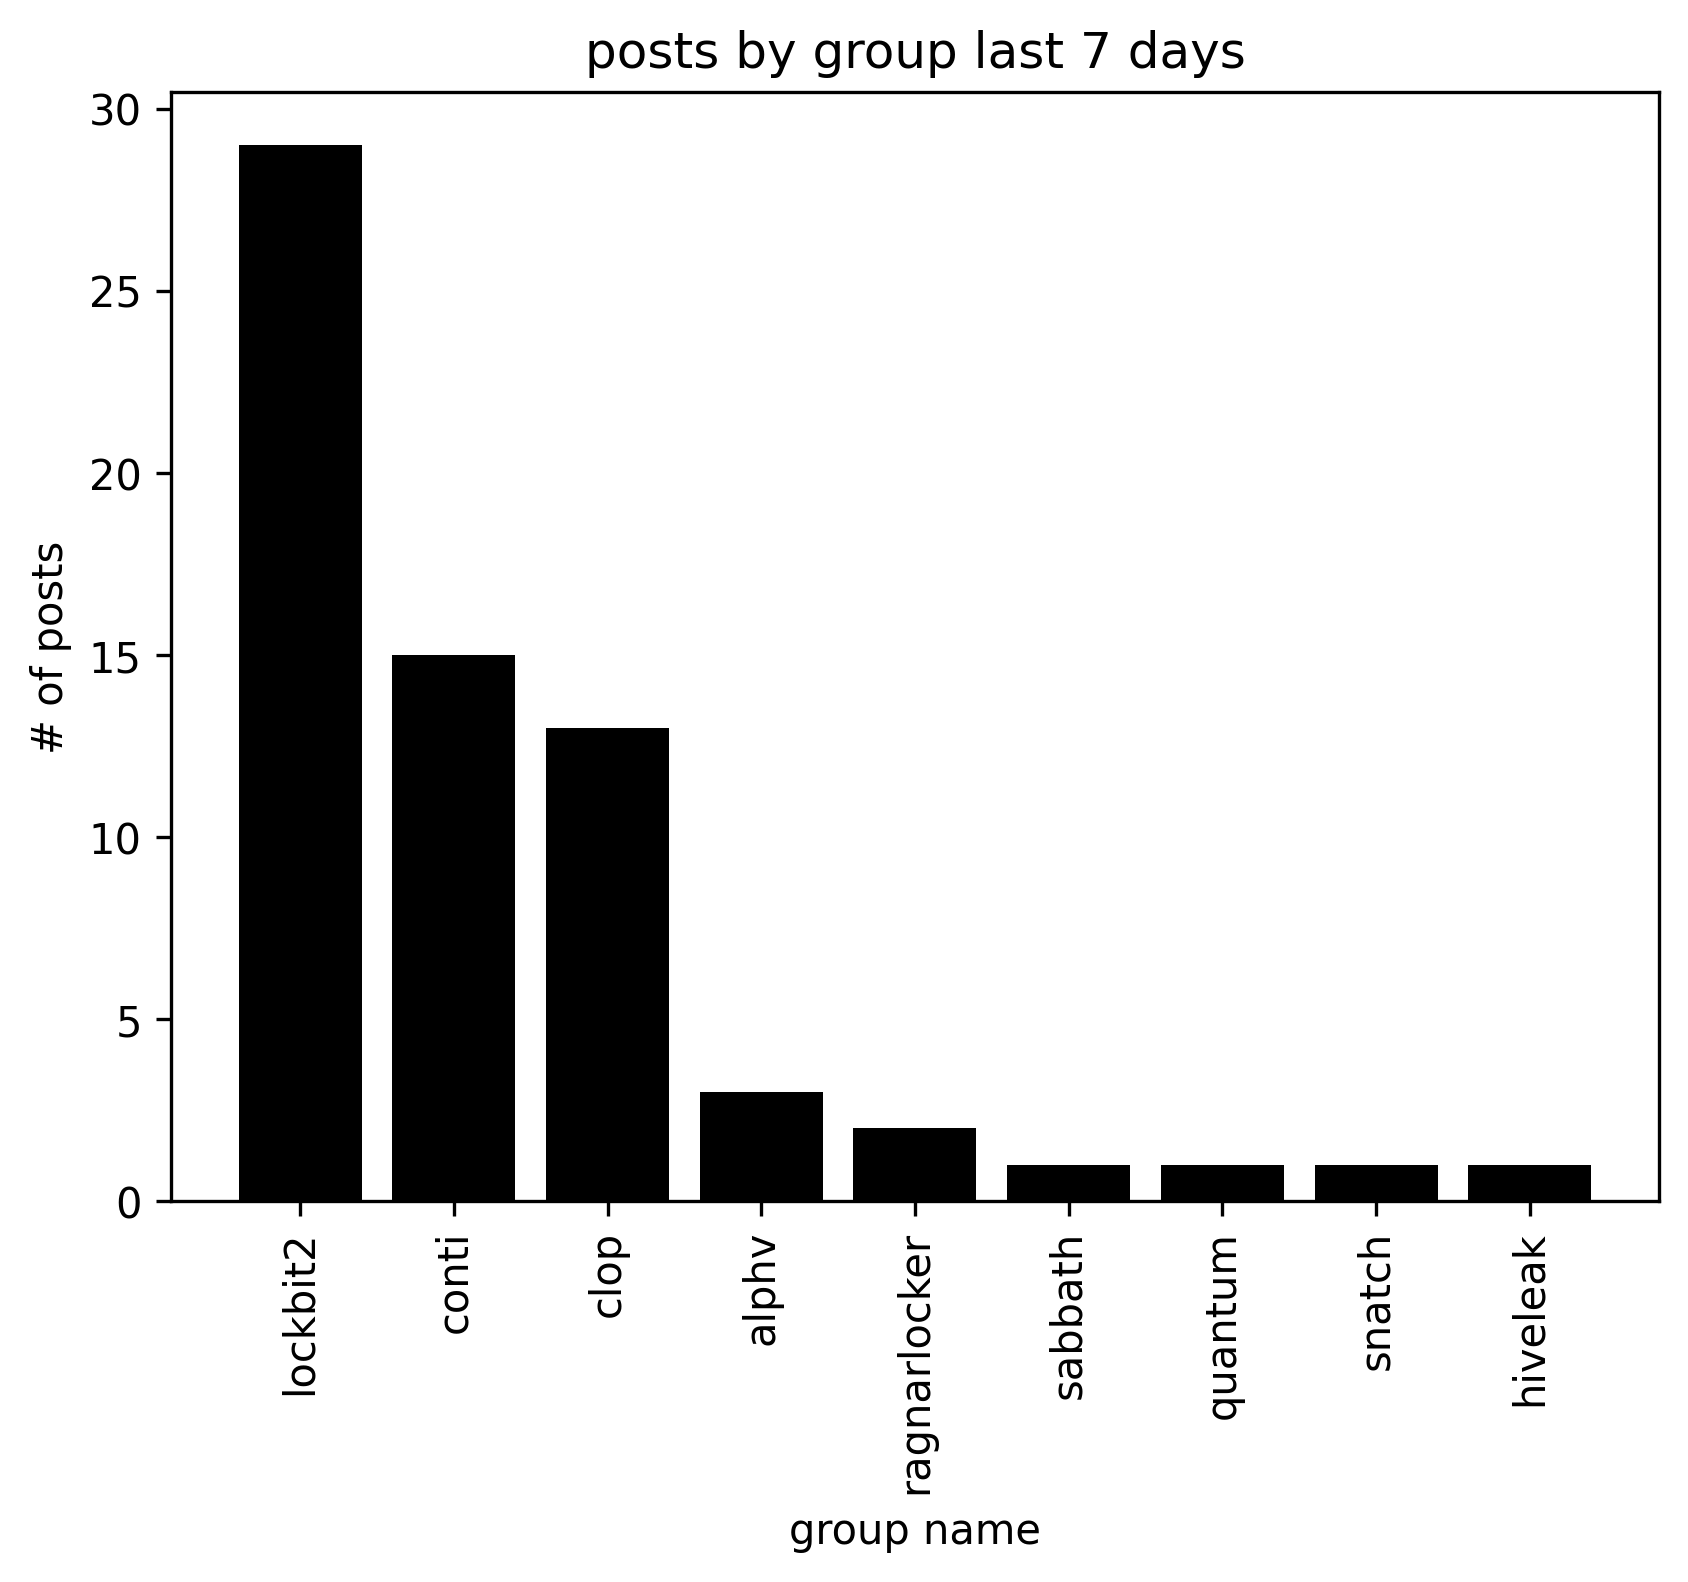 posts by group last 7 days
30
25
20
15
10
5
0
# of posts
lockbit2
conti
clop
alphv
ragnarlocker
sabbath
quantum
snatch
hiveleak
group name